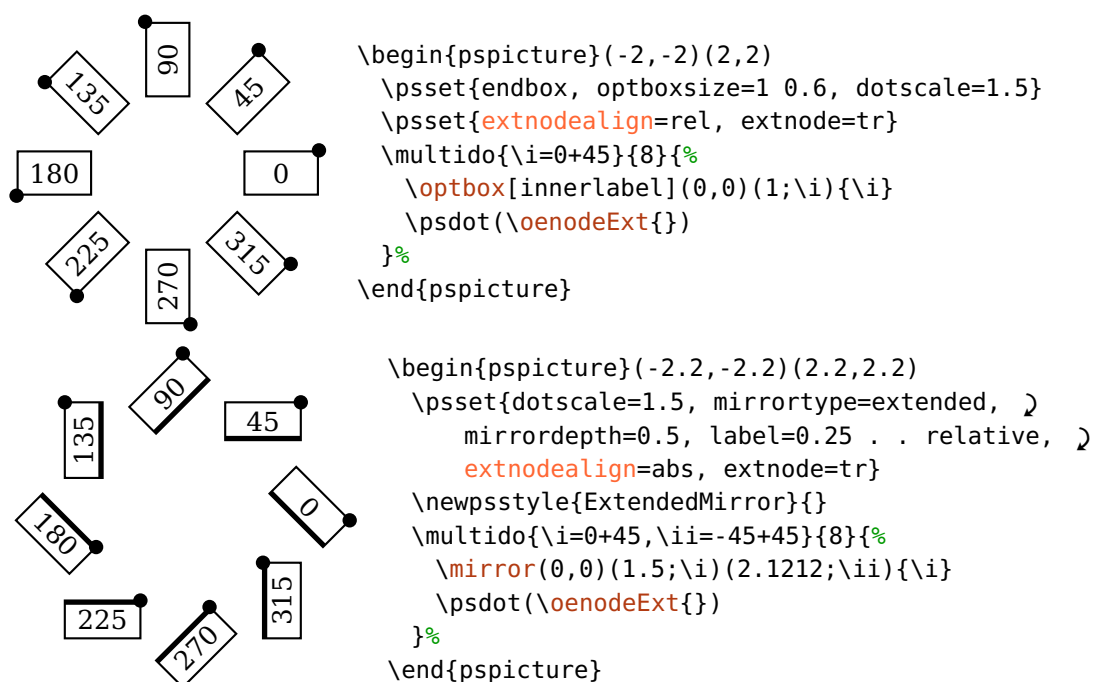 90
135
45
180
0
225
315
270
\begin{pspicture}(-2,-2)(2,2)
\psset{endbox, optboxsize=1 0.6, dotscale=1.5}
\psset{extnodealign=rel, extnode=tr}
\multido{\i=0+45}{8}{%
\optbox[innerlabel](0,0)(1;\i){\i}
\psdot(\oenodeExt{})
}%
\end{pspicture}
90
45
135
0
180
315
225
270
\begin{pspicture}(-2.2,-2.2)(2.2,2.2)
\psset{dotscale=1.5, mirrortype=extended,
mirrordepth=0.5, label=0.25 . . relative,
extnodealign=abs, extnode=tr}
\newpsstyle{ExtendedMirror}{}
\multido{\i=0+45,\ii=-45+45}{8}{%
\mirror(0,0)(1.5;\i)(2.1212;\ii){\i}
\psdot(\oenodeExt{})
}%
\end{pspicture}